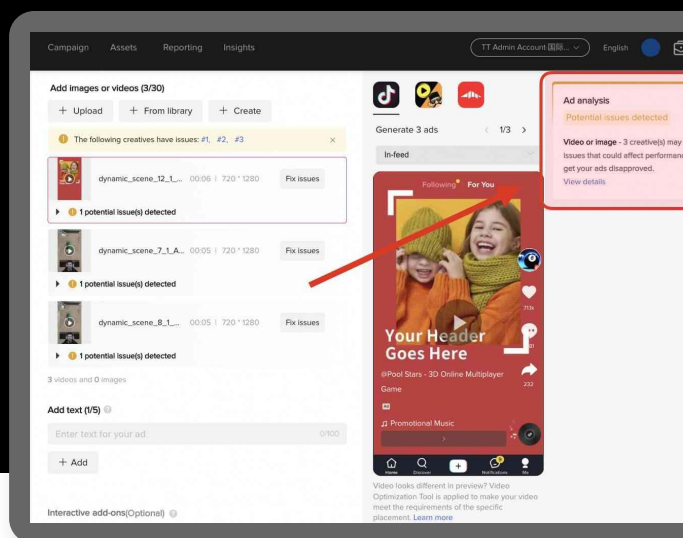 Campaign Assets Reporting Insights
TT Admin Account 国际... English
Add images or videos (3/30)
+ Upload + From library + Create
The following creatives have issues: #1, #2, #3 ×
dynamic_scene_12_1_... 00:06 | 720 * 1280 Fix issues
1 potential issue(s) detected
dynamic_scene_7_1_A... 00:05 | 720 * 1280 Fix issues
1 potential issue(s) detected
dynamic_scene_8_1_... 00:05 | 720 * 1280 Fix issues
1 potential issue(s) detected
3 videos and 0 images
Add text (1/5)
Enter text for your ad 0/100
+ Add
Interactive add-ons(Optional)
Generate 3 ads < 1/3 >
In-feed
Following For You
Your Header
Goes Here
@Pool Stars - 3D Online Multiplayer
Game
Ad
Promotional Music
232
Home Discover Notifications Me
Video looks different in preview? Video
Optimization Tool is applied to make your video
meet the requirements of the specific
placement. Learn more
Ad analysis
Potential issues detected
Video or image - 3 creative(s) may
issues that could affect performanc
get your ads disapproved.
View details